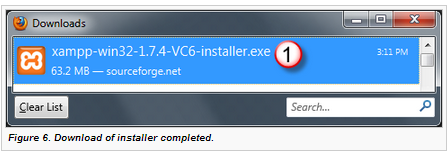 Downloads
xampp-win32-1.7.4-VC6-installer.exe 1 3:11 PM
63.2 MB — sourceforge.net
Clear List Search...
Figure 6. Download of installer completed.